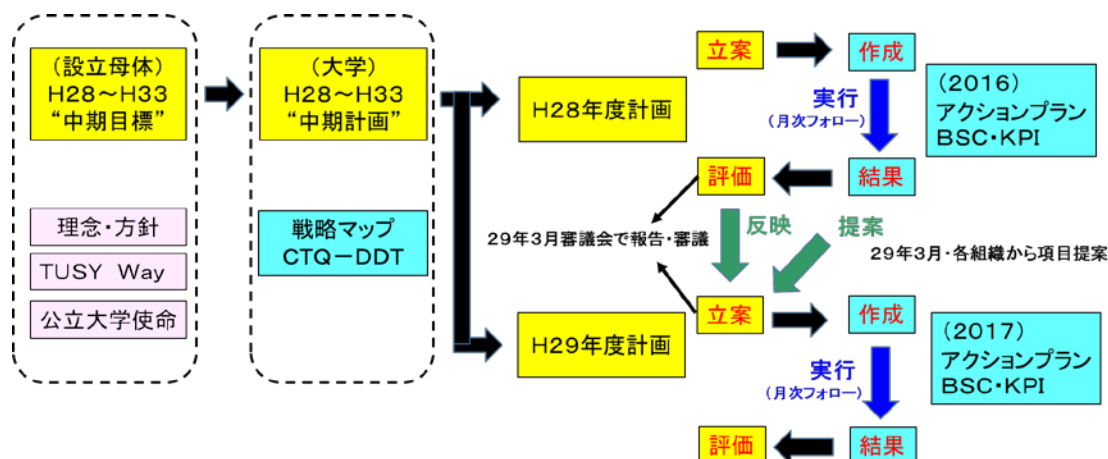 (設立母体)
H28～H33
“中期目標”
理念・方針
TUSY Way
公立大学使命
(大学)
H28～H33
“中期計画”
戦略マップ
CTQ－DDT
H28年度計画
立案
作成
実行
(月次フォロー)
(2016)
アクションプラン
BSC・KPI
評価
結果
29年3月審議会で報告・審議
反映
提案
29年3月・各組織から項目提案
H29年度計画
立案
作成
実行
(月次フォロー)
(2017)
アクションプラン
BSC・KPI
評価
結果